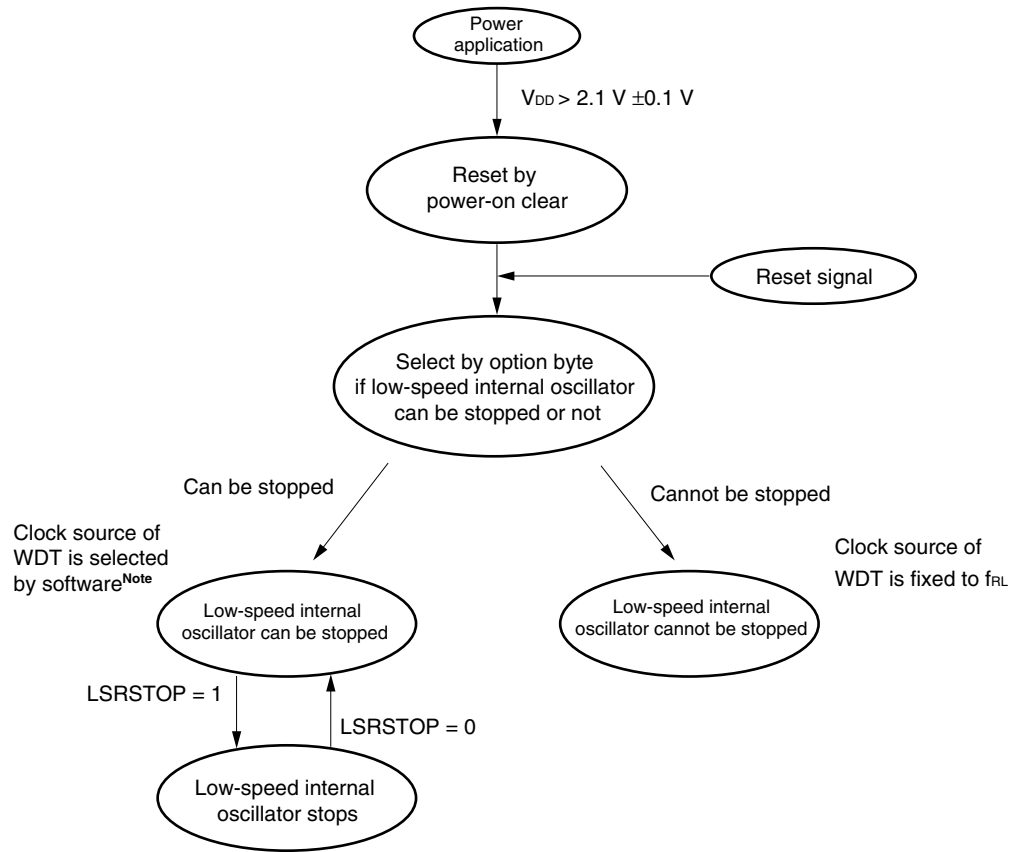 Power
application
VDD > 2.1 V ±0.1 V
Reset by
power-on clear
Reset signal
Select by option byte
if low-speed internal oscillator
can be stopped or not
Can be stopped
Cannot be stopped
Clock source of
WDT is selected
by softwareNote
Clock source of
WDT is fixed to fRL
Low-speed internal
oscillator can be stopped
Low-speed internal
oscillator cannot be stopped
LSRSTOP = 1
LSRSTOP = 0
Low-speed internal
oscillator stops